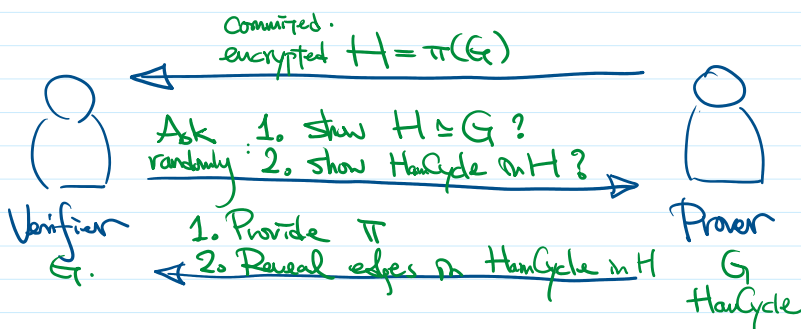 Commited.
encrypted H = π(G)
Ask randomly : 1. show H ≃ G ?
2. show HamCycle in H ?
Verifier
G.
1. Provide π
2. Reveal edges on HamCycle in H
Prover
G
HamCycle